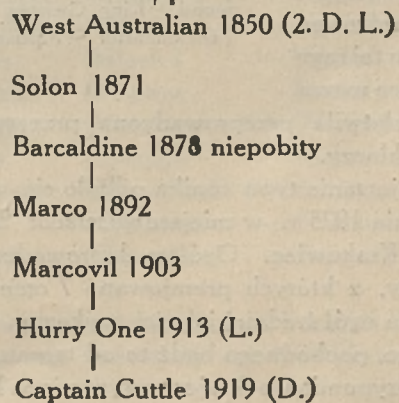 West Australian 1850 (2. D. L.)
Solon 1871
Barcaldine 1878 niepobity
Marco 1892
Marcovil 1903
Hurry One 1913 (L.)
Captain Cuttle 1919 (D.)